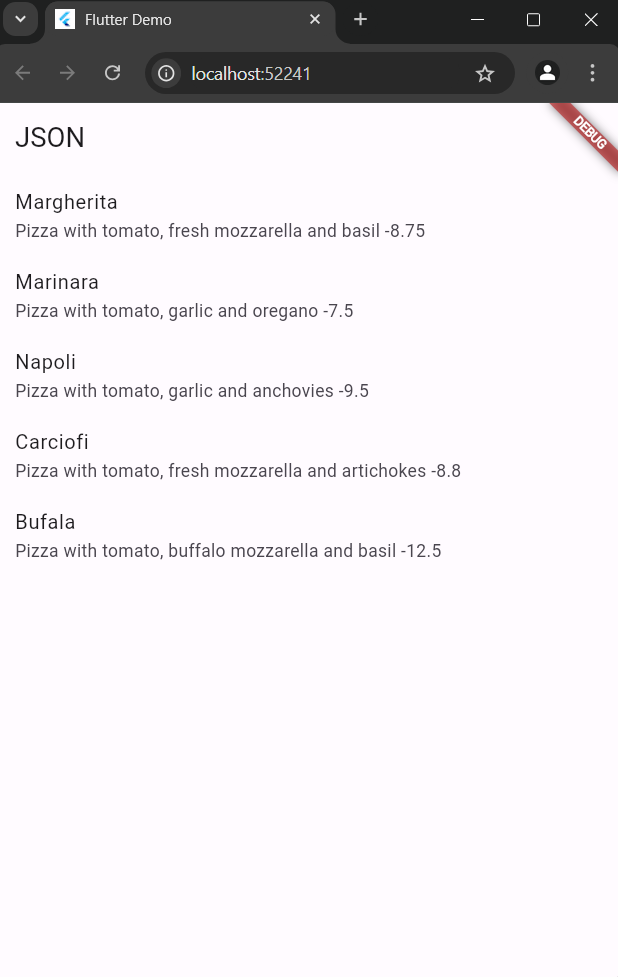 Flutter Demo
localhost:52241
DEBUG
JSON
Margherita
Pizza with tomato, fresh mozzarella and basil -8.75
Marinara
Pizza with tomato, garlic and oregano -7.5
Napoli
Pizza with tomato, garlic and anchovies -9.5
Carciofi
Pizza with tomato, fresh mozzarella and artichokes -8.8
Bufala
Pizza with tomato, buffalo mozzarella and basil -12.5